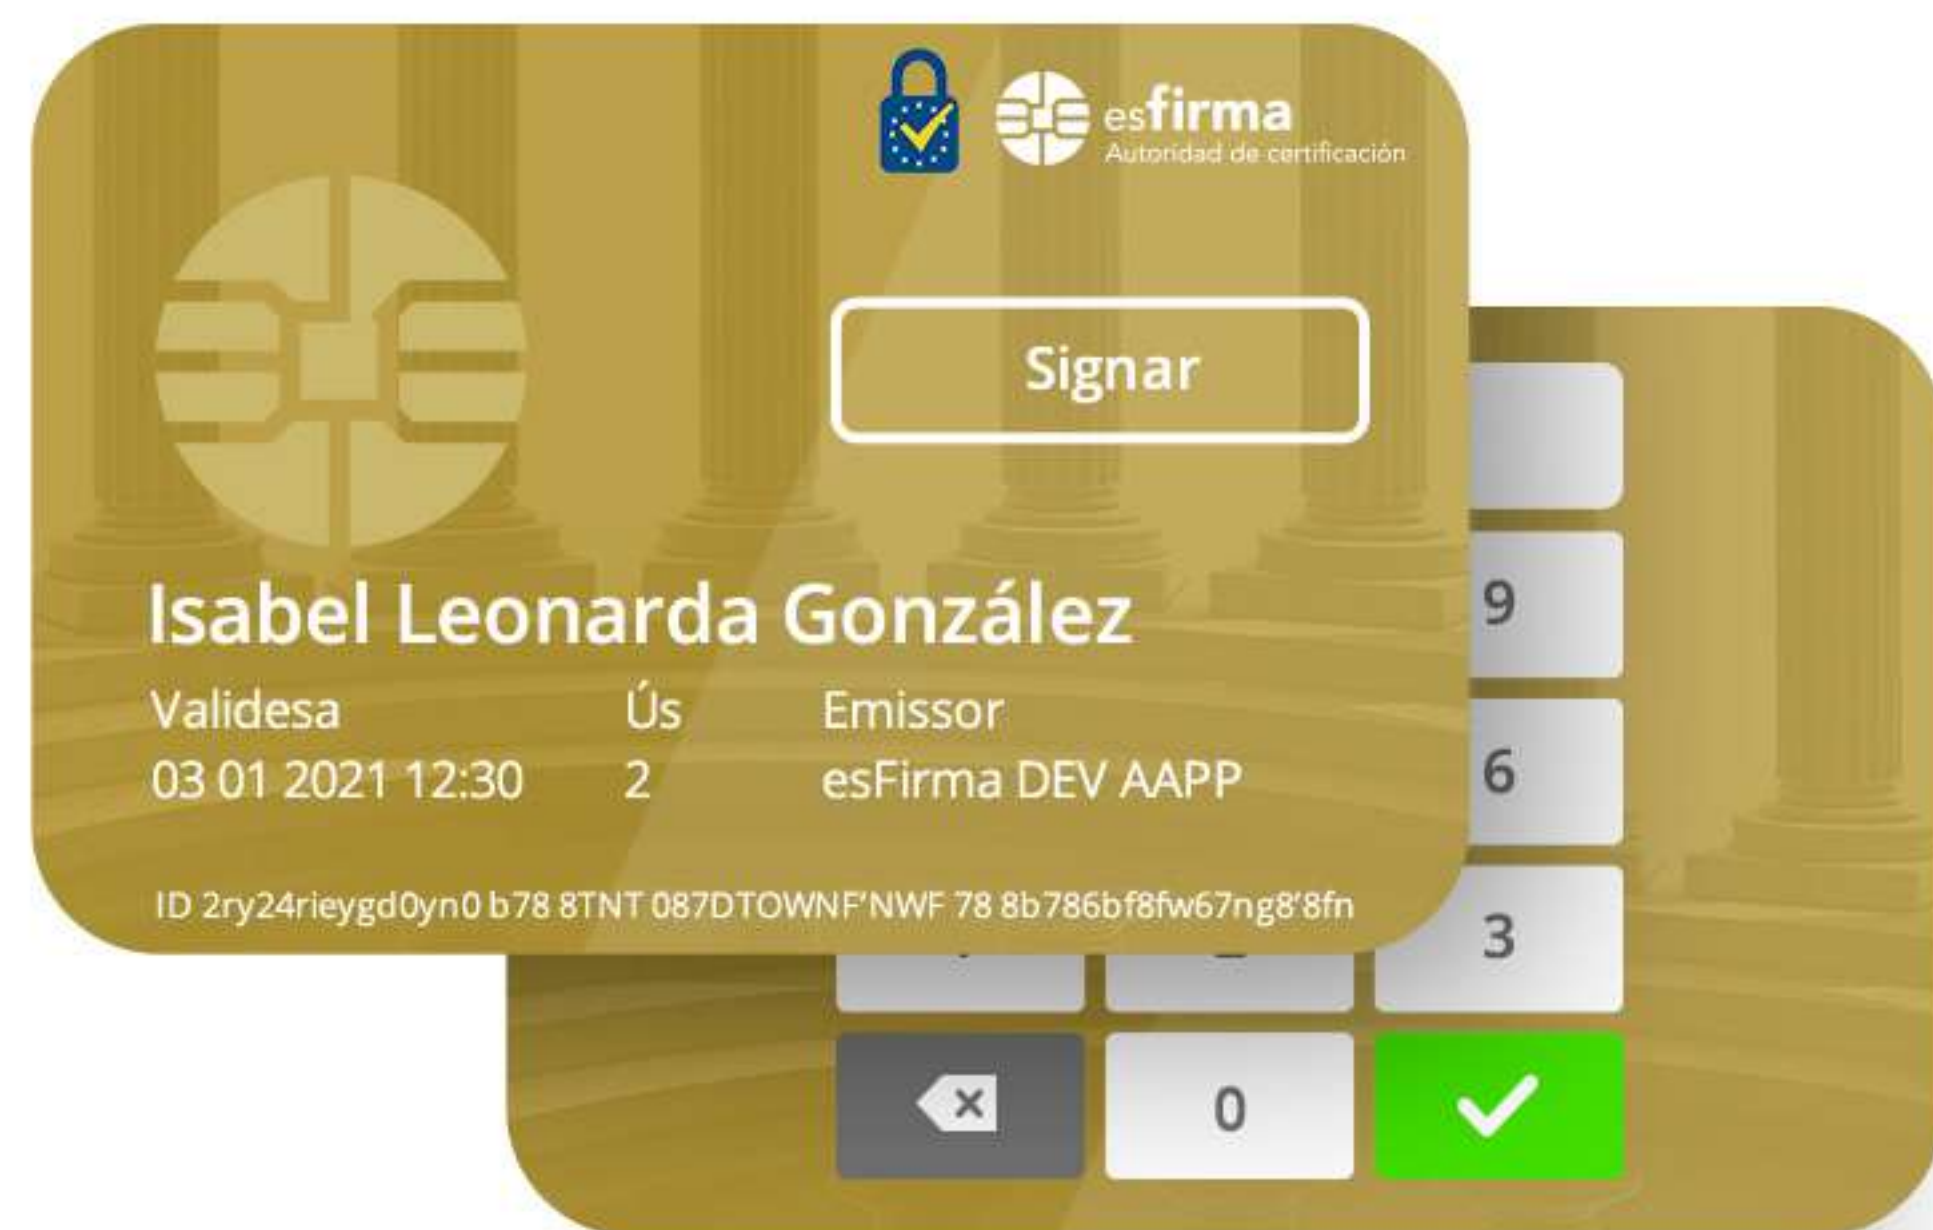 esfirma
Autoridad de certificación
Signar
Isabel Leonarda González
Validesa Ús Emissor
03 01 2021 12:30 2 esFirma DEV AAPP
ID 2ry24rieygd0yn0 b78 8TNT 087DTOWNF'NWF 78 8b786bf8fw67ng8'8fn
9
6
3
0